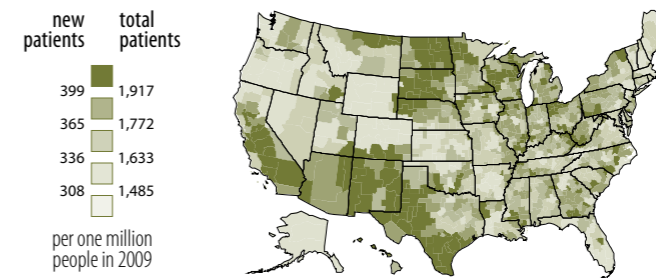 new total
patients patients
399 1,917
365 1,772
336 1,633
308 1,485
per one million
people in 2009